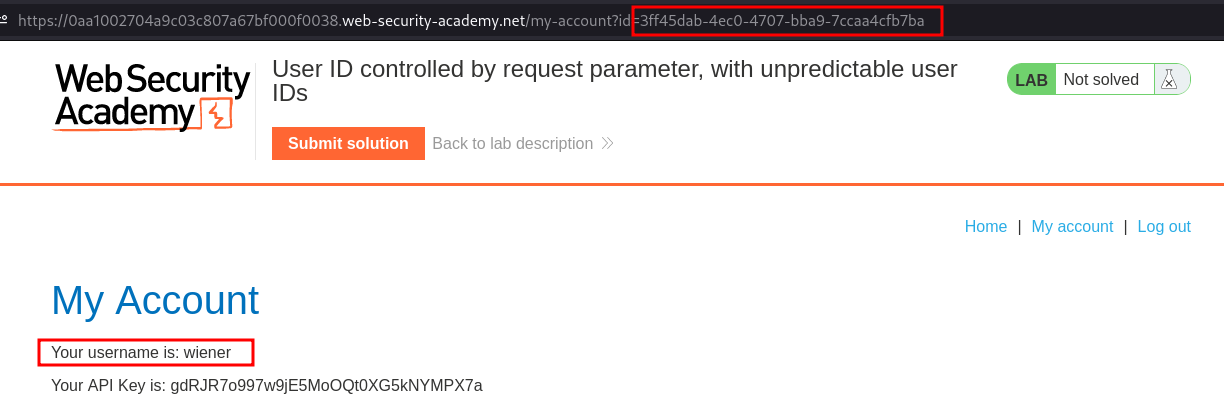 https://0aa1002704a9c03c807a67bf000f0038.web-security-academy.net/my-account?id=3ff45dab-4ec0-4707-bba9-7ccaa4cfb7ba
Web Security
Academy
User ID controlled by request parameter, with unpredictable user
IDs
LAB Not solved
Submit solution Back to lab description
Home | My account | Log out
My Account
Your username is: wiener
Your API Key is: gdRJR7o997w9jE5MoOQt0XG5kNYMPX7a